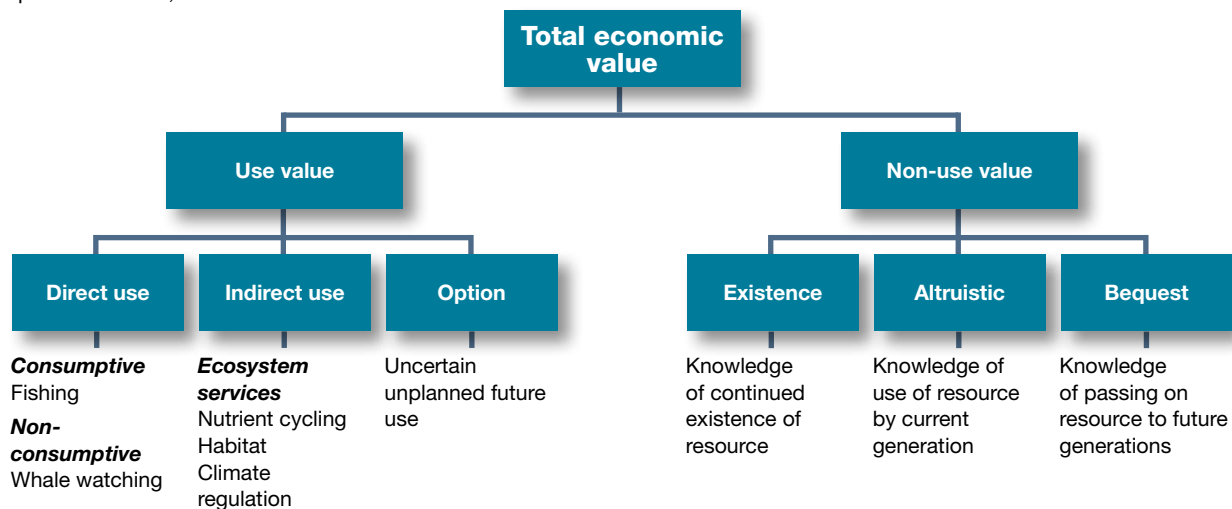 Total economic
value
Use value
Non-use value
Direct use
Indirect use
Option
Existence
Altruistic
Bequest
Consumptive
Fishing
Non-
consumptive
Whale watching
Ecosystem
services
Nutrient cycling
Habitat
Climate
regulation
Uncertain
unplanned future
use
Knowledge
of continued
existence of
resource
Knowledge of
use of resource
by current
generation
Knowledge
of passing on
resource to future
generations